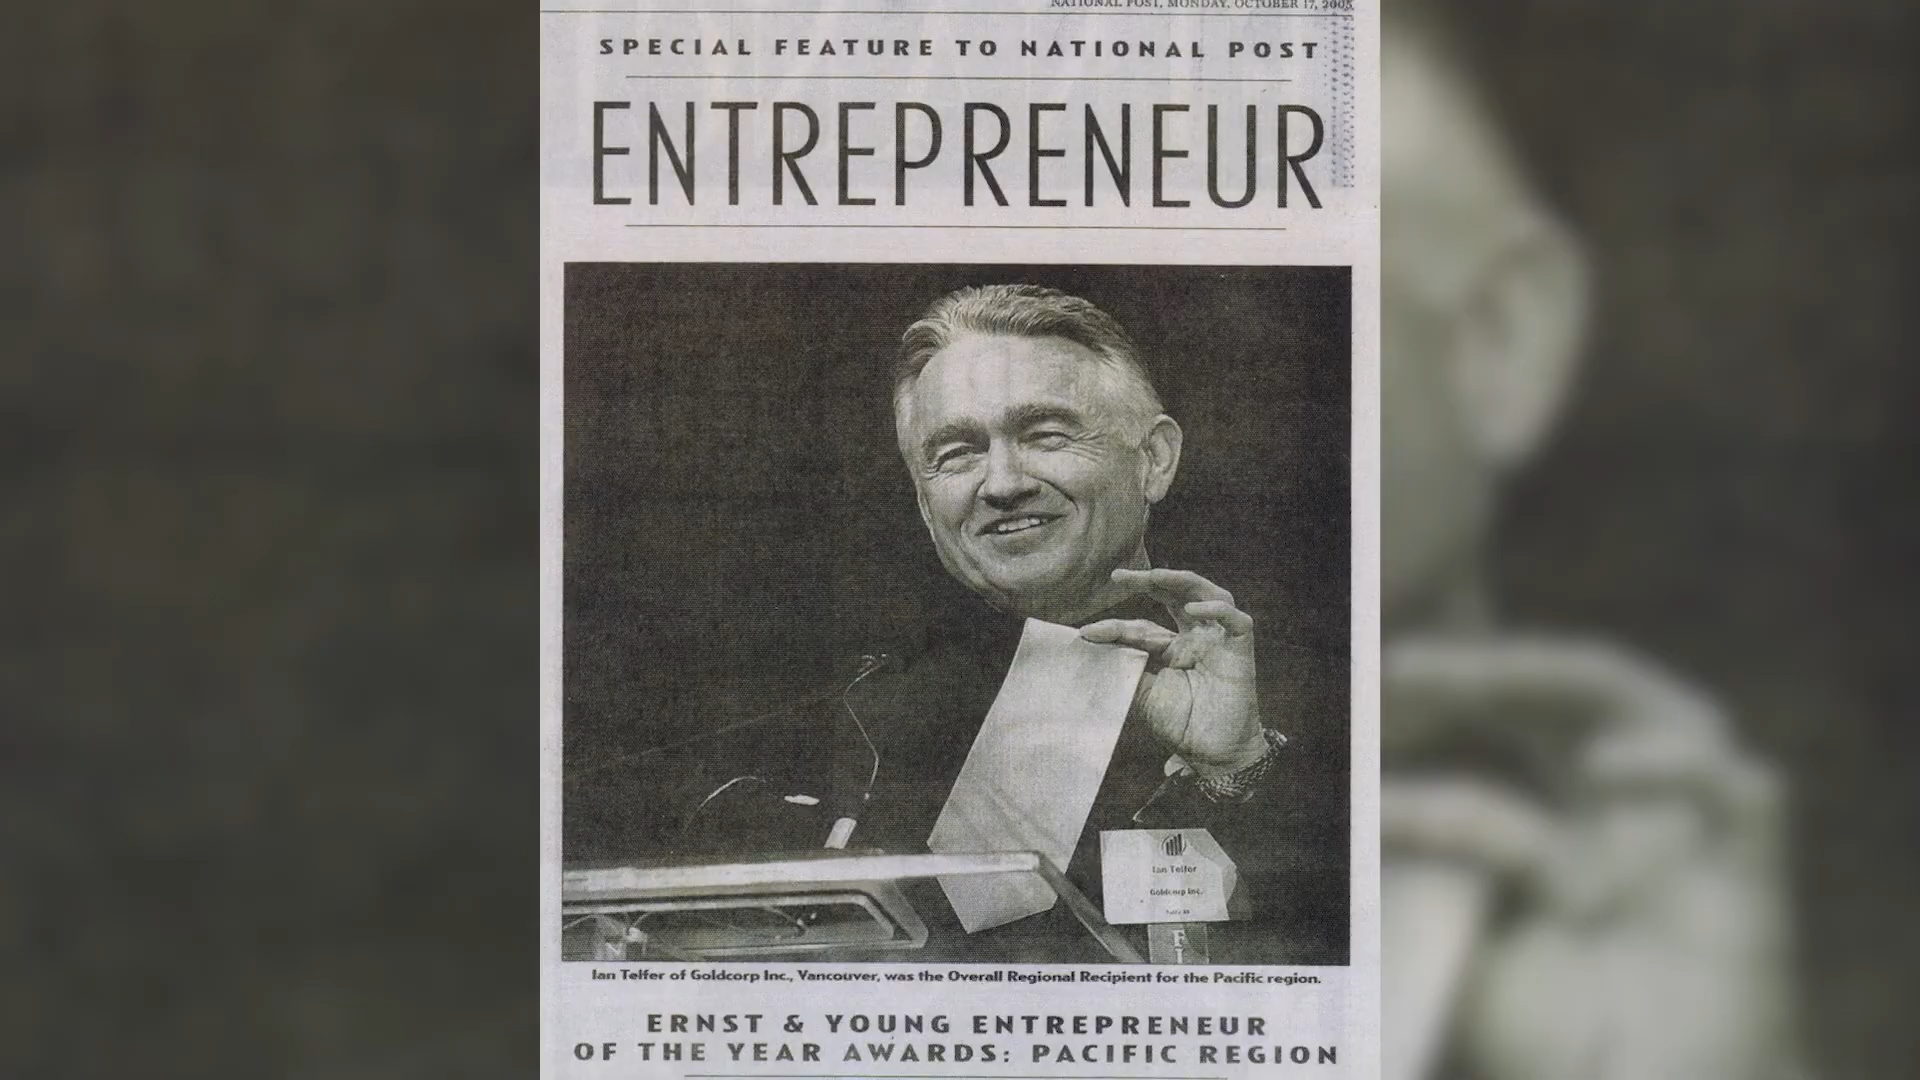 NATIONAL POST, MONDAY, OCTOBER 17, 2005
SPECIAL FEATURE TO NATIONAL POST
ENTREPRENEUR
Ian Telfer
Goldcorp Inc.
Ian Telfer of Goldcorp Inc., Vancouver, was the Overall Regional Recipient for the Pacific region.
ERNST & YOUNG ENTREPRENEUR
OF THE YEAR AWARDS: PACIFIC REGION